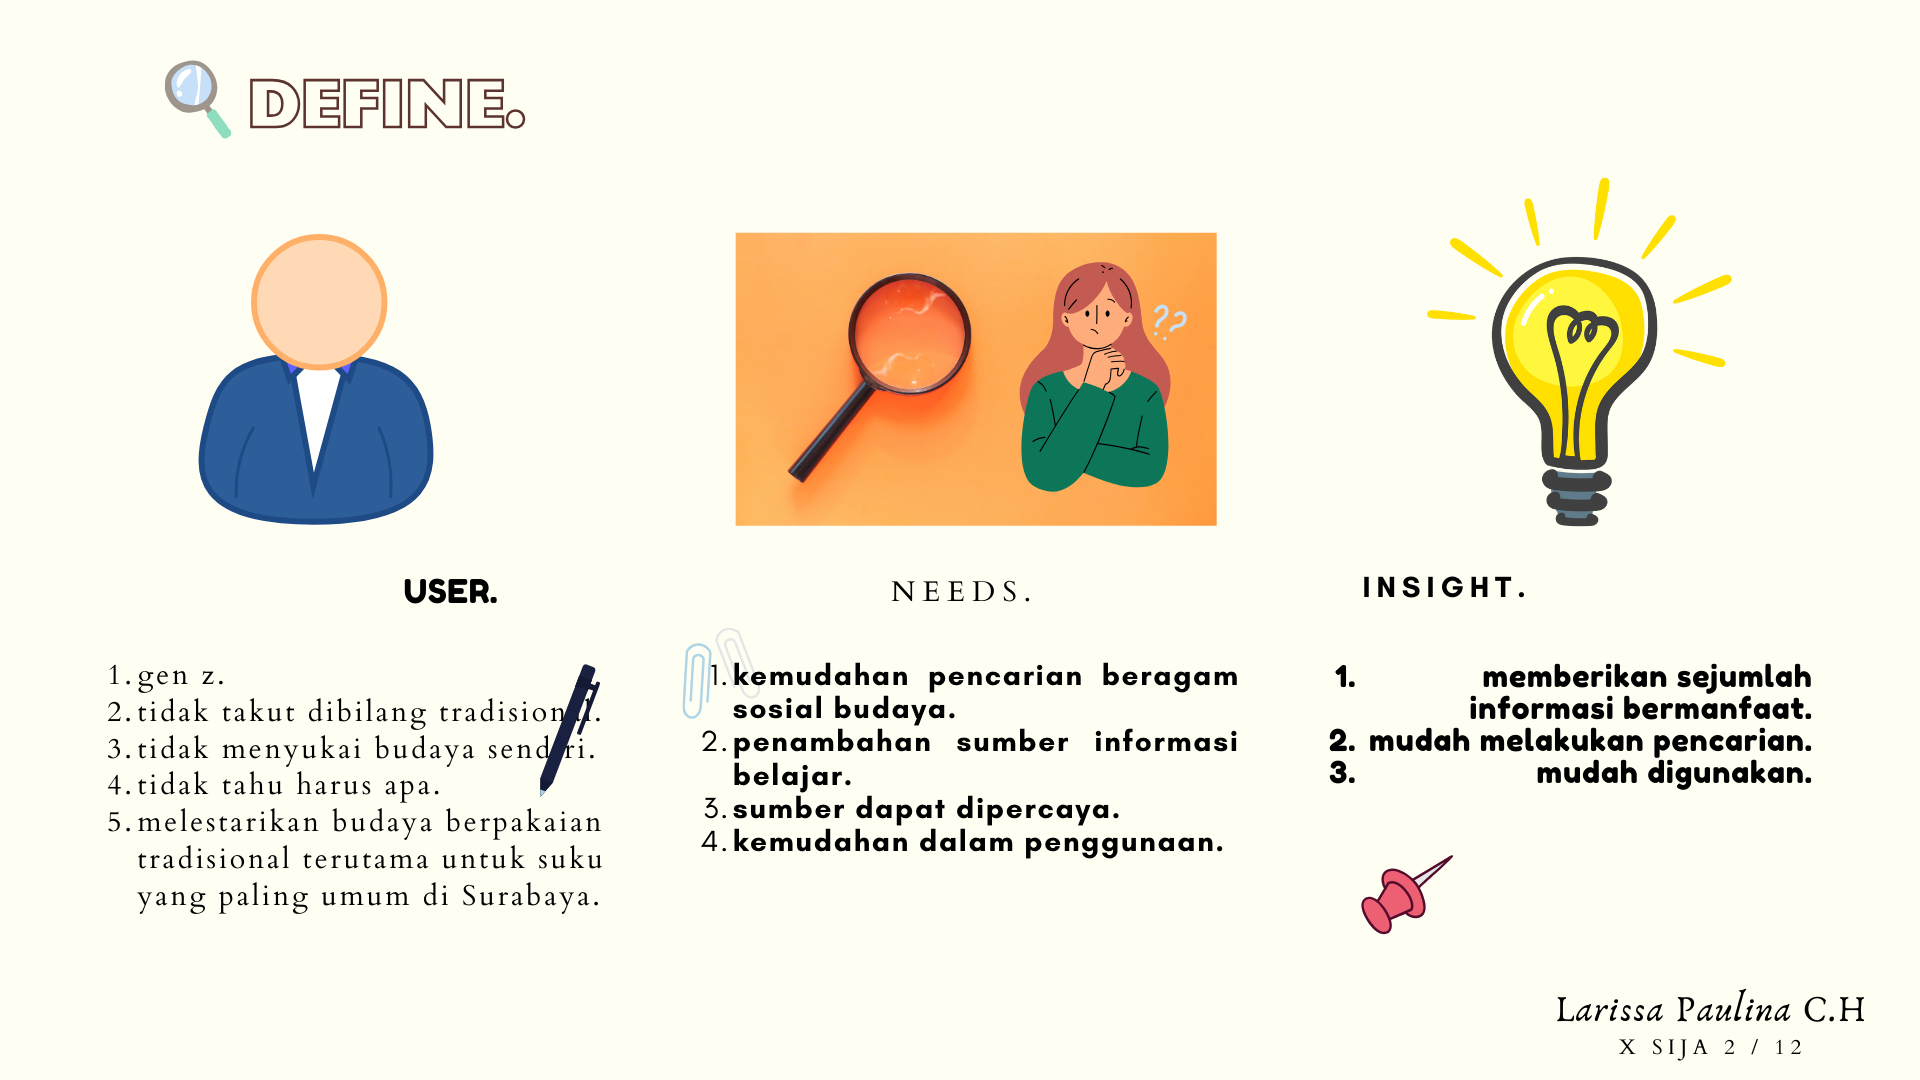 DEFINE.
??
USER.
1. gen z.
2. tidak takut dibilang tradisional.
3. tidak menyukai budaya sendiri.
4. tidak tahu harus apa.
5. melestarikan budaya berpakaian
tradisional terutama untuk suku
yang paling umum di Surabaya.
NEEDS.
1. kemudahan pencarian beragam
sosial budaya.
2. penambahan sumber informasi
belajar.
3. sumber dapat dipercaya.
4. kemudahan dalam penggunaan.
INSIGHT.
1. memberikan sejumlah
informasi bermanfaat.
2. mudah melakukan pencarian.
3. mudah digunakan.
Larissa Paulina C.H
X SIJA 2 / 12